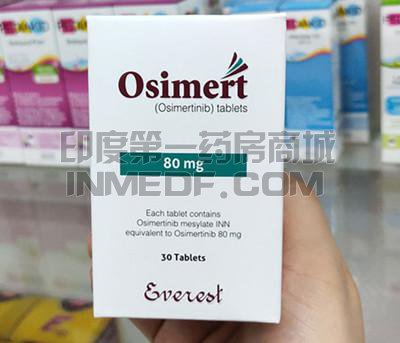 Osimert
(Osimertinib) tablets
印度第一药房商城
80 mg
INMEDF.COM
Each tablet contains
Osimertinib mesylate INN
equivalent to Osimertinib 80 mg
30 Tablets
Everest